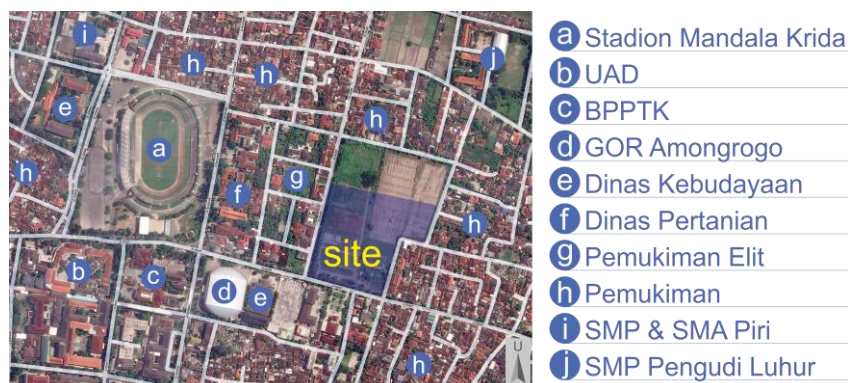 i
h
h
j
e
h
a
g
f
h
h
site
b
c
d
e
h
U
a Stadion Mandala Krida
b UAD
c BPPTK
d GOR Amongrogo
e Dinas Kebudayaan
f Dinas Pertanian
g Pemukiman Elit
h Pemukiman
i SMP & SMA Piri
j SMP Pengudi Luhur